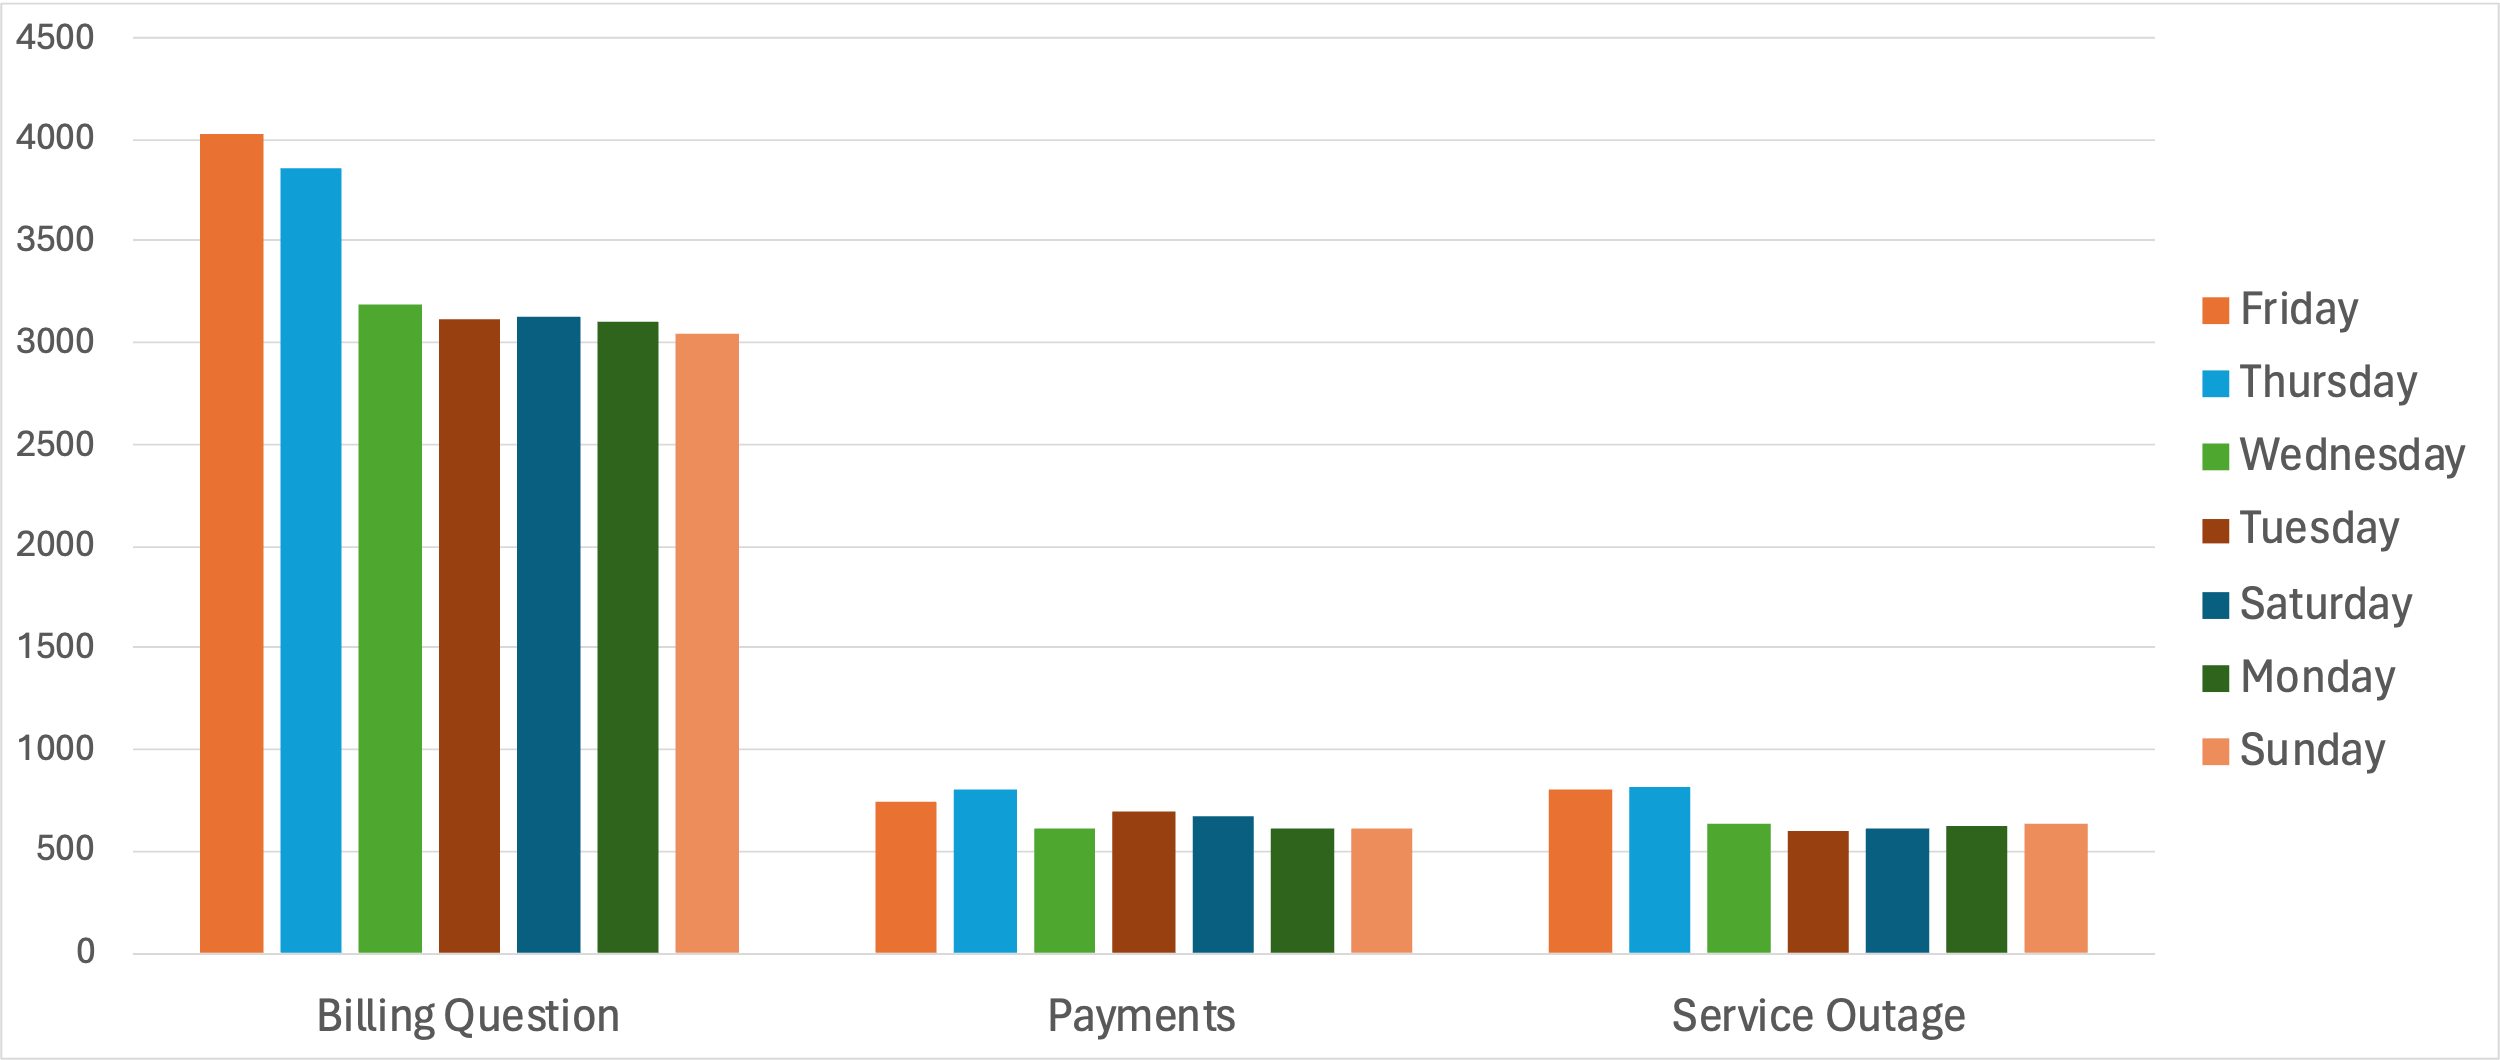 4500
4000
3500
3000
2500
2000
1500
1000
500
0
Billing Question
Payments
Service Outage
Friday
Thursday
Wednesday
Tuesday
Saturday
Monday
Sunday